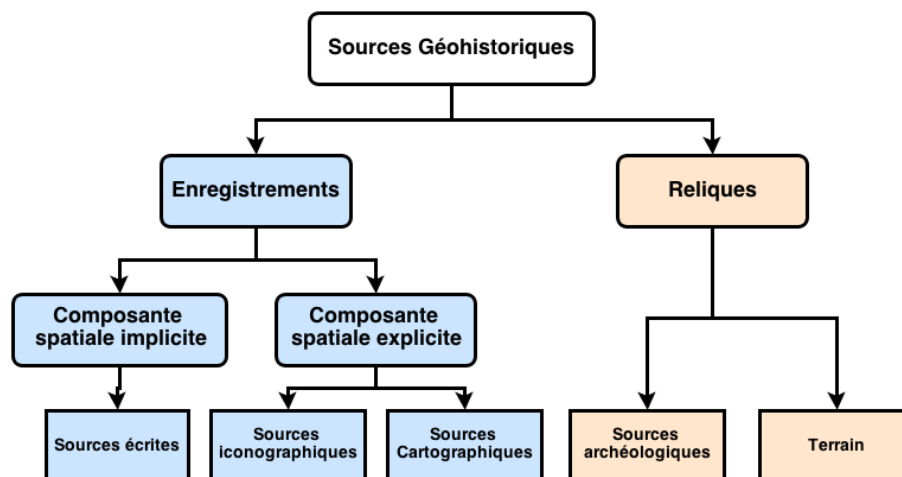 Sources Géohistoriques
Enregistrements
Reliques
Composante
spatiale implicite
Composante
spatiale explicite
Sources écrites
Sources
iconographiques
Sources
Cartographiques
Sources
archéologiques
Terrain